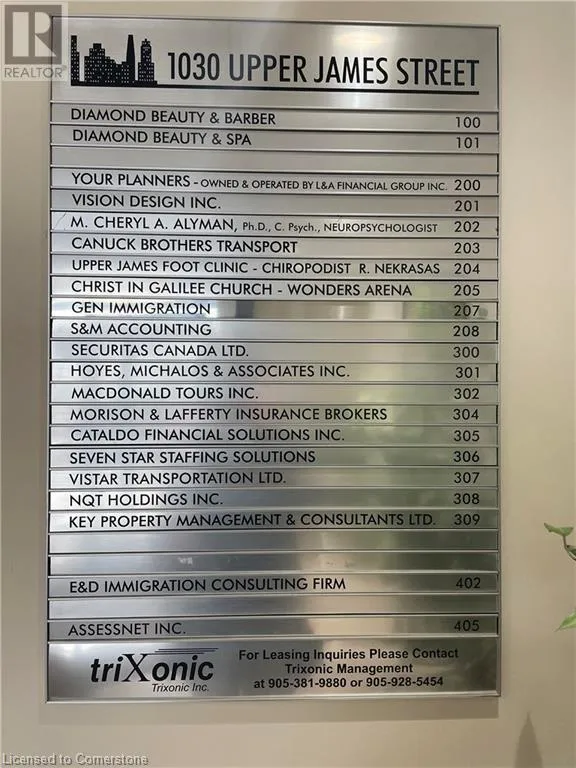 R
REALTOR®
1030 UPPER JAMES STREET
DIAMOND BEAUTY & BARBER 100
DIAMOND BEAUTY & SPA 101
YOUR PLANNERS - OWNED & OPERATED BY L&A FINANCIAL GROUP INC. 200
VISION DESIGN INC. 201
M. CHERYL A. ALYMAN, Ph.D., C. Psych., NEUROPSYCHOLOGIST 202
CANUCK BROTHERS TRANSPORT 203
UPPER JAMES FOOT CLINIC - CHIROPODIST R. NEKRASAS 204
CHRIST IN GALILEE CHURCH - WONDERS ARENA 205
GEN IMMIGRATION 207
S&M ACCOUNTING 208
SECURITAS CANADA LTD. 300
HOYES, MICHALOS & ASSOCIATES INC. 301
MACDONALD TOURS INC. 302
MORISON & LAFFERTY INSURANCE BROKERS 304
CATALDO FINANCIAL SOLUTIONS INC. 305
SEVEN STAR STAFFING SOLUTIONS 306
VISTAR TRANSPORTATION LTD. 307
NQT HOLDINGS INC. 308
KEY PROPERTY MANAGEMENT & CONSULTANTS LTD. 309
E&D IMMIGRATION CONSULTING FIRM 402
ASSESSNET INC. 405
triXonic
Trixonic Inc.
For Leasing Inquiries Please Contact
Trixonic Management
at 905-381-9880 or 905-928-5454
Licensed to Cornerstone